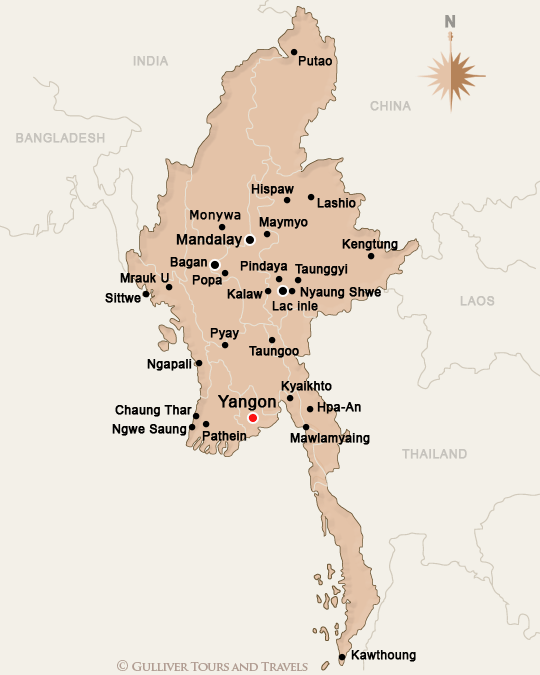 N
Putao
INDIA
CHINA
BANGLADESH
Hispaw
Lashio
Monywa
Maymyo
Mandalay
Kengtung
Bagan
Pindaya
Taunggyi
Mrauk U
Popa
Kalaw
Nyaung Shwe
Sittwe
Lac inle
LAOS
Pyay
Taungoo
Ngapali
Kyaikhto
Yangon
Hpa-An
Chaung Thar
Ngwe Saung
Pathein
Mawlamyaing
THAILAND
Kawthoung
© GULLIVER TOURS AND TRAVELS